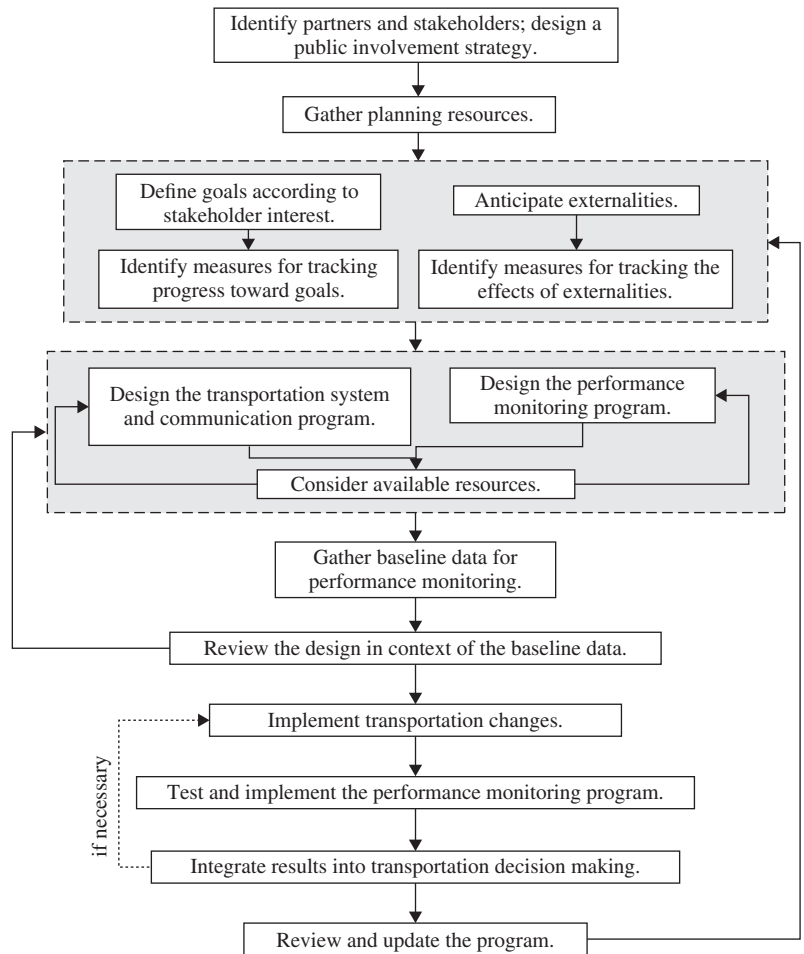 Identify partners and stakeholders; design a
public involvement strategy.
Gather planning resources.
Define goals according to
stakeholder interest.
Anticipate externalities.
Identify measures for tracking
progress toward goals.
Identify measures for tracking the
effects of externalities.
Design the transportation system
and communication program.
Design the performance
monitoring program.
Consider available resources.
Gather baseline data for
performance monitoring.
Review the design in context of the baseline data.
Implement transportation changes.
if necessary
Test and implement the performance monitoring program.
Integrate results into transportation decision making.
Review and update the program.